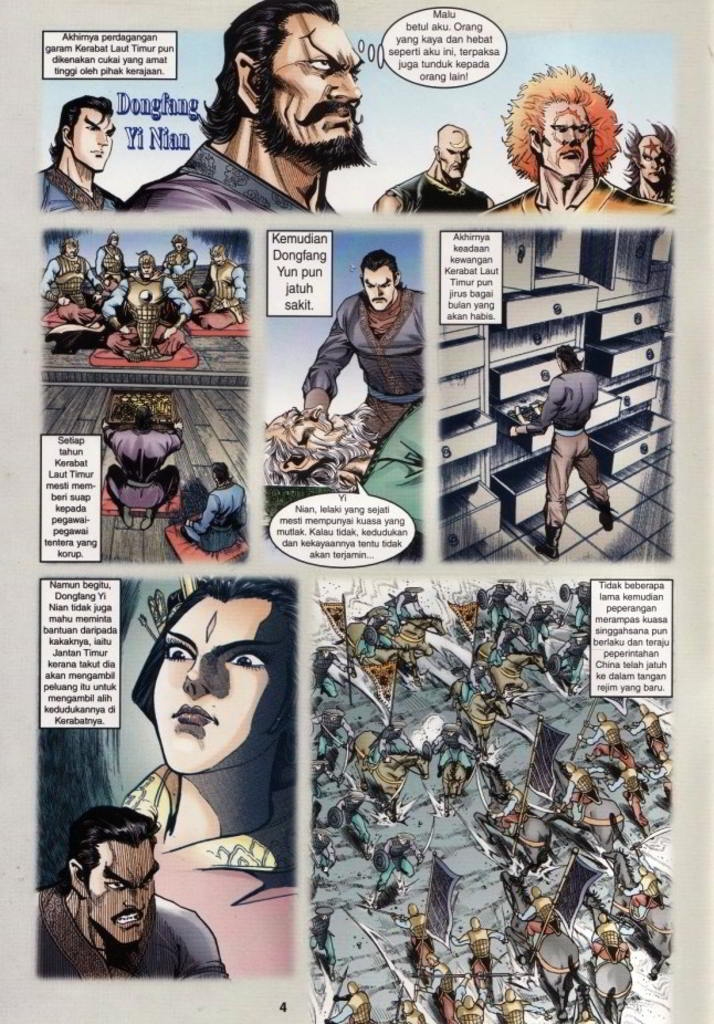 Akhirnya perdagangan
garam Kerabat Laut Timur pun
dikenakan cukai yang amat
tinggi oleh pihak kerajaan.
Malu
betul aku. Orang
yang kaya dan hebat
seperti aku ini, terpaksa
juga tunduk kepada
orang lain!
Dongfang
Yi Nian
Setiap
tahun
Kerabat
Laut Timur
mesti mem-
beri suap
kepada
pegawai-
pegawai
tentera yang
korup.
Kemudian
Dongfang
Yun pun
jatuh
sakit.
Yi
Nian, lelaki yang sejati
mesti mempunyai kuasa yang
mutlak. Kalau tidak, kedudukan
dan kekayaannya tentu tidak
akan terjamin...
Akhirnya
keadaan
kewangan
Kerabat Laut
Timur pun
jirus bagai
bulan yang
akan habis.
Namun begitu,
Dongfang Yi
Nian tidak juga
mahu meminta
bantuan daripada
kakaknya, iaitu
Jantan Timur
kerana takut dia
akan mengambil
peluang itu untuk
mengambil alih
kedudukannya di
Kerabatnya.
Tidak beberapa
lama kemudian
peperangan
merampas kuasa
singgahsana pun
berlaku dan teraju
peperintahan
China telah jatuh
ke dalam tangan
rejim yang baru.
4